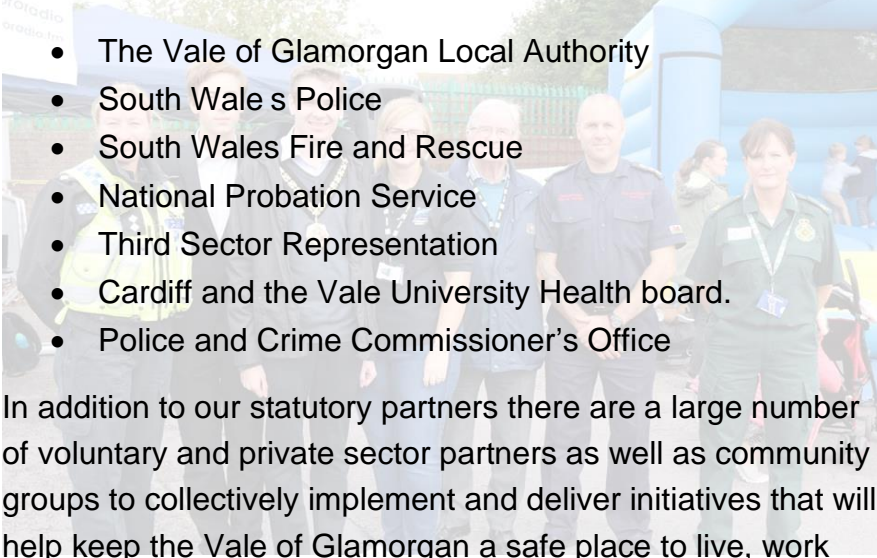 • The Vale of Glamorgan Local Authority
• South Wale s Police
• South Wales Fire and Rescue
• National Probation Service
• Third Sector Representation
• Cardiff and the Vale University Health board.
• Police and Crime Commissioner’s Office
In addition to our statutory partners there are a large number
of voluntary and private sector partners as well as community
groups to collectively implement and deliver initiatives that will
help keep the Vale of Glamorgan a safe place to live, work